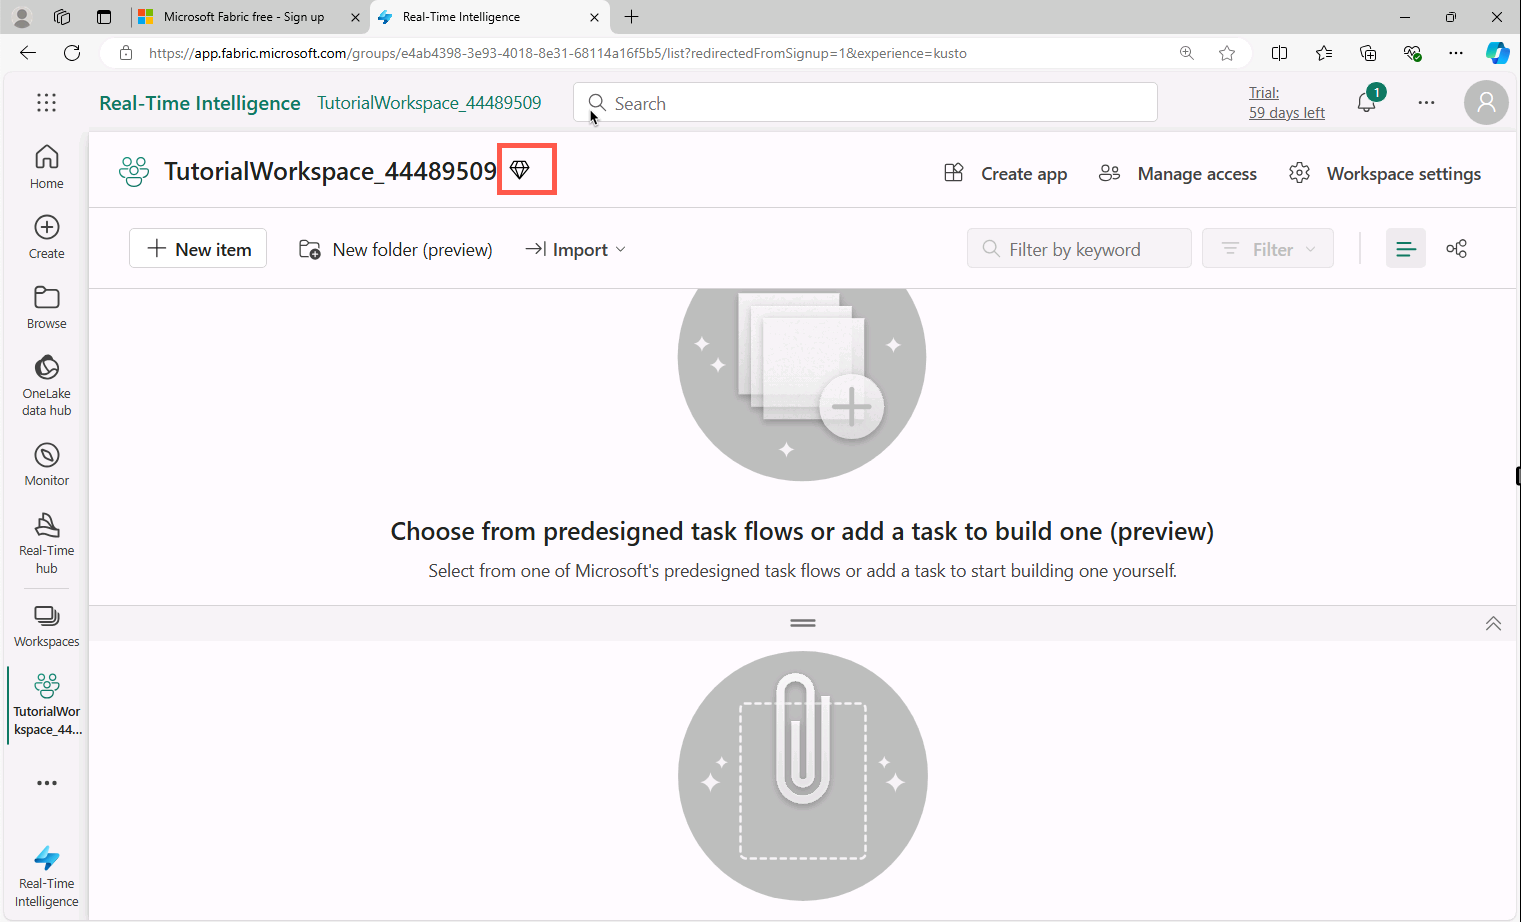 Microsoft Fabric free - Sign up
Real-Time Intelligence
https://app.fabric.microsoft.com/groups/e4ab4398-3e93-4018-8e31-68114a16f5b5/list?redirectedFromSignup=1&experience=kusto
Real-Time Intelligence TutorialWorkspace_44489509
Search
Trial:
59 days left
1
TutorialWorkspace_44489509
Create app
Manage access
Workspace settings
New item
New folder (preview)
Import
Filter by keyword
Filter
Home
Create
Browse
OneLake
data hub
Monitor
Real-Time
hub
Workspaces
TutorialWor
kspace_44...
Real-Time
Intelligence
Choose from predesigned task flows or add a task to build one (preview)
Select from one of Microsoft's predesigned task flows or add a task to start building one yourself.